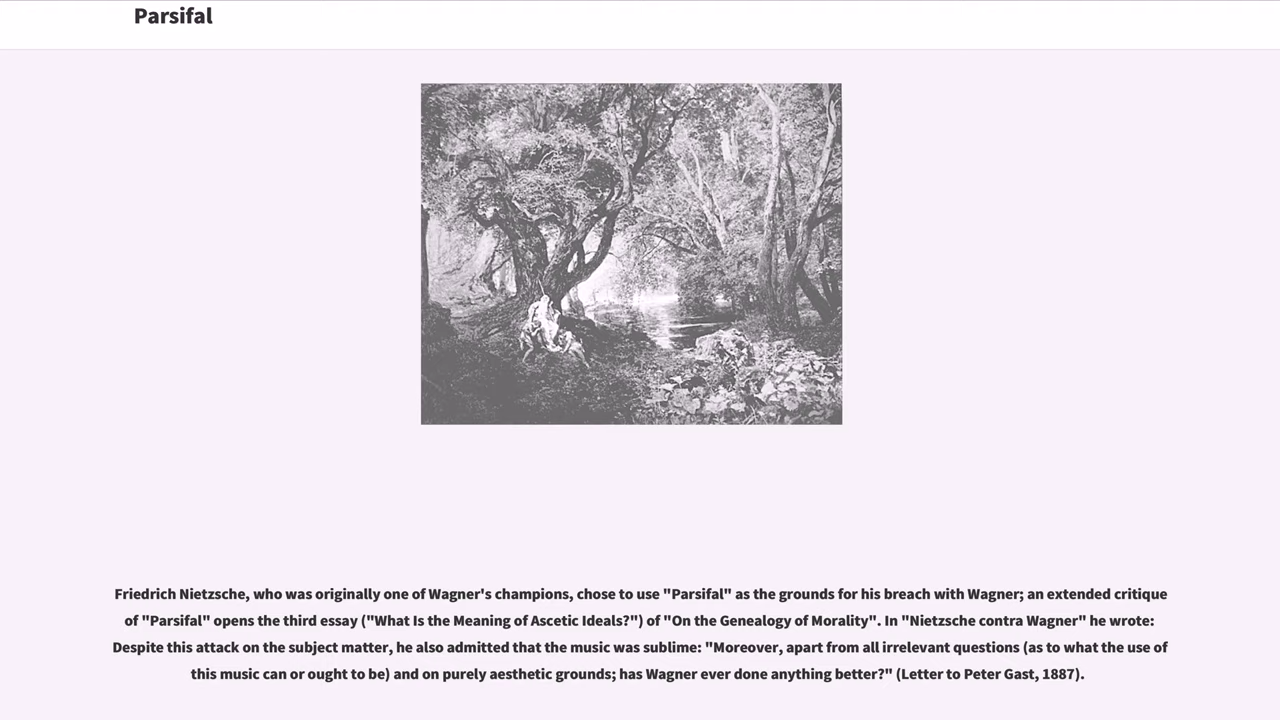 Parsifal
Friedrich Nietzsche, who was originally one of Wagner's champions, chose to use "Parsifal" as the grounds for his breach with Wagner; an extended critique
of "Parsifal" opens the third essay ("What Is the Meaning of Ascetic Ideals?") of "On the Genealogy of Morality". In "Nietzsche contra Wagner" he wrote:
Despite this attack on the subject matter, he also admitted that the music was sublime: "Moreover, apart from all irrelevant questions (as to what the use of
this music can or ought to be) and on purely aesthetic grounds; has Wagner ever done anything better?" (Letter to Peter Gast, 1887).